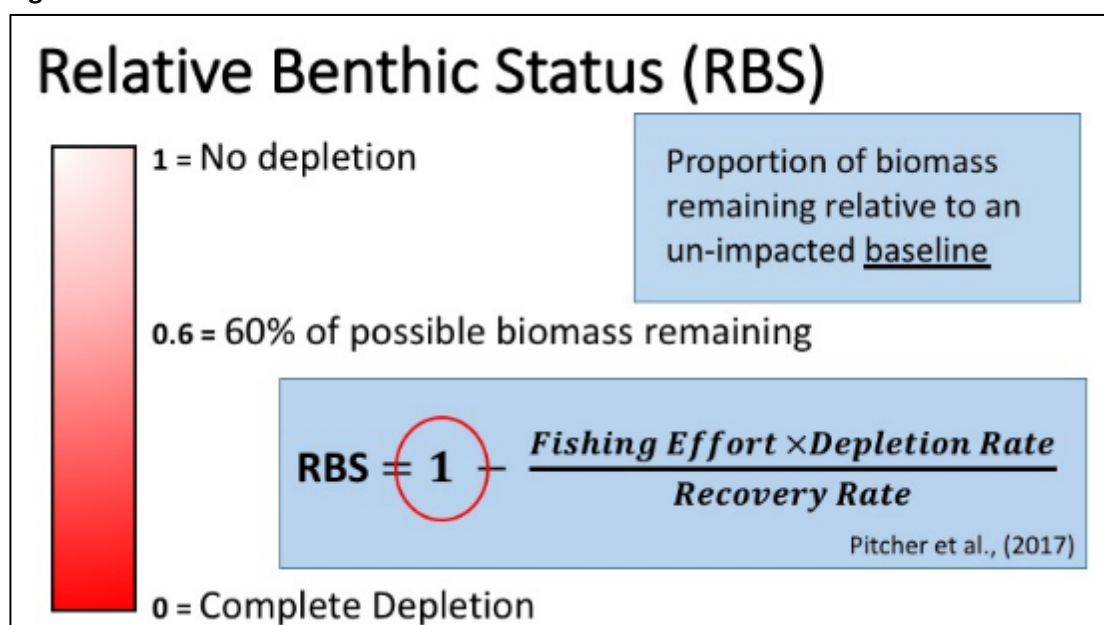 Relative Benthic Status (RBS)
1 = No depletion
Proportion of biomass
remaining relative to an
un-impacted baseline
0.6 = 60% of possible biomass remaining
RBS = 1 − Fishing Effort ×Depletion Rate
Recovery Rate
Pitcher et al., (2017)
0 = Complete Depletion